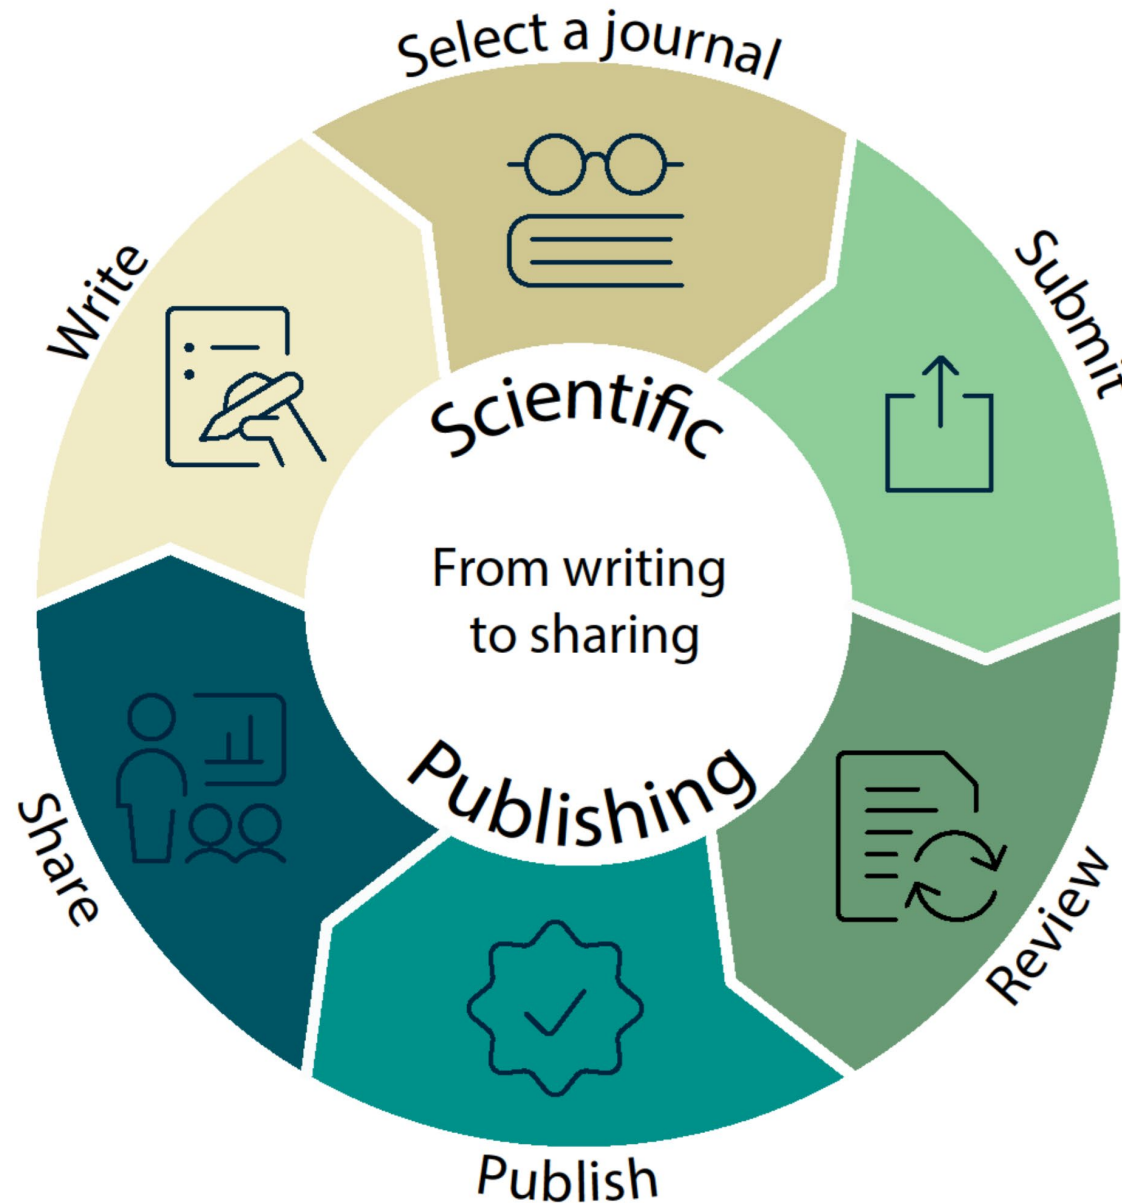 Select a journal
Submit
Review
Publish
Share
Write
Scientific
From writing
to sharing
Publishing